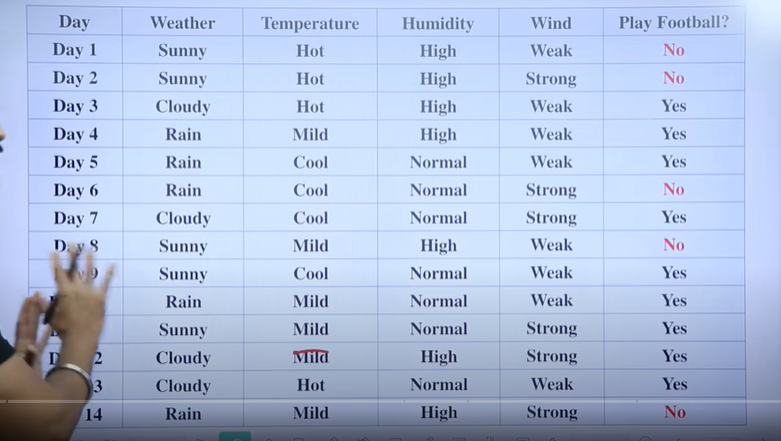 Day Weather Temperature Humidity Wind Play Football?
Day 1 Sunny Hot High Weak No
Day 2 Sunny Hot High Strong No
Day 3 Cloudy Hot High Weak Yes
Day 4 Rain Mild High Weak Yes
Day 5 Rain Cool Normal Weak Yes
Day 6 Rain Cool Normal Strong No
Day 7 Cloudy Cool Normal Strong Yes
8 Sunny Mild High Weak No
9 Sunny Cool Normal Weak Yes
Rain Mild Normal Weak Yes
Sunny Mild Normal Strong Yes
2 Cloudy Mild High Strong Yes
3 Cloudy Hot Normal Weak Yes
14 Rain Mild High Strong No